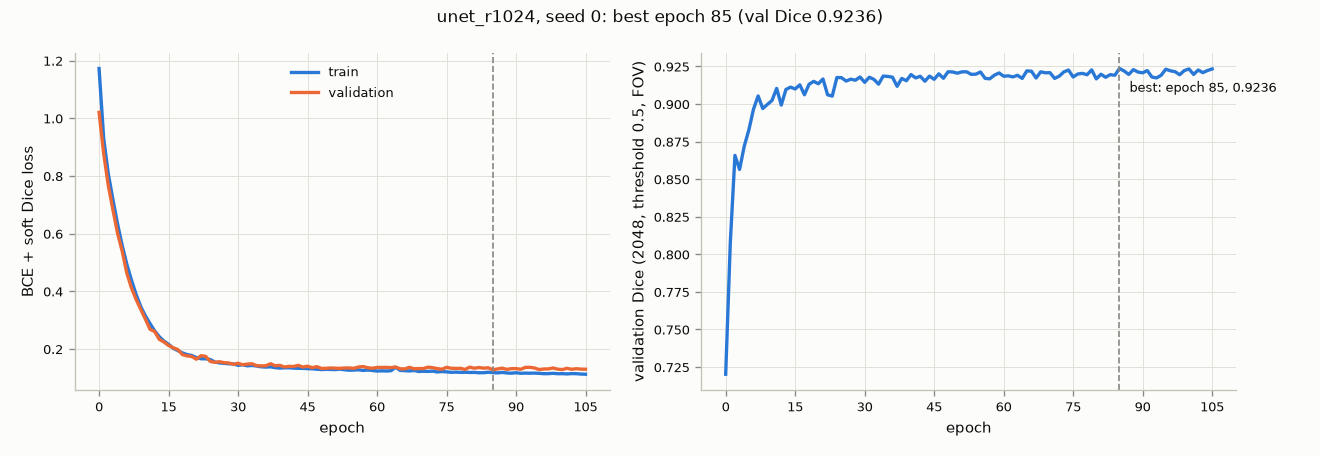 unet_r1024, seed 0: best epoch 85 (val Dice 0.9236)
BCE + soft Dice loss
1.2
1.0
0.8
0.6
0.4
0.2
train
validation
0 15 30 45 60 75 90 105
epoch
validation Dice (2048, threshold 0.5, FOV)
0.925
0.900
0.875
0.850
0.825
0.800
0.775
0.750
0.725
best: epoch 85, 0.9236
0 15 30 45 60 75 90 105
epoch